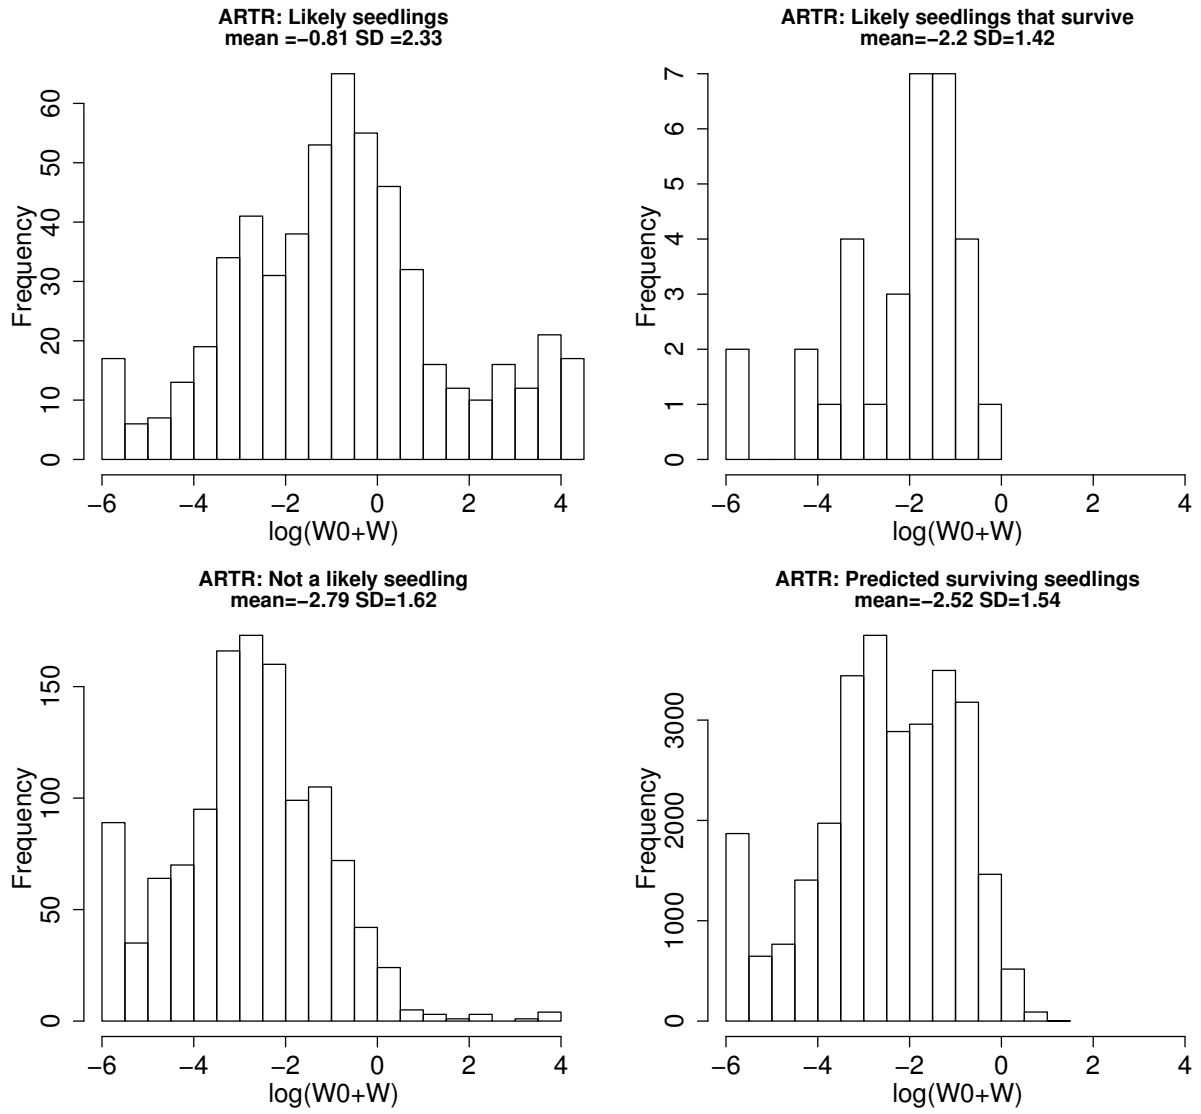 ARTR: Likely seedlings
mean =−0.81 SD =2.33
Frequency
0 10 20 30 40 50 60
−6 −4 −2 0 2 4
log(W0+W)
ARTR: Likely seedlings that survive
mean=−2.2 SD=1.42
Frequency
0 1 2 3 4 5 6 7
−6 −4 −2 0 2 4
log(W0+W)
ARTR: Not a likely seedling
mean=−2.79 SD=1.62
Frequency
0 50 100 150
−6 −4 −2 0 2 4
log(W0+W)
ARTR: Predicted surviving seedlings
mean=−2.52 SD=1.54
Frequency
0 1000 2000 3000
−6 −4 −2 0 2 4
log(W0+W)